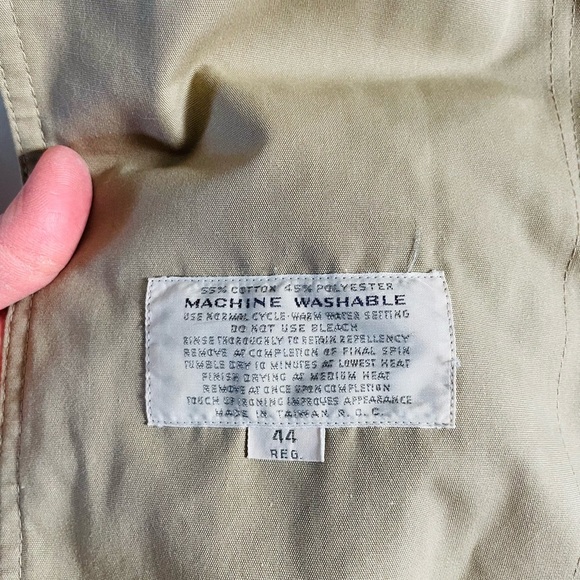 55% COTTON 45% POLYESTER
MACHINE WASHABLE
USE NORMAL CYCLE-WARM WATER SETTING
DO NOT USE BLEACH
RINSE THOROUGHLY TO RETAIN REPELLENCY
REMOVE AT COMPLETION OF FINAL SPIN
TUMBLE DRY 10 MINUTES AT LOWEST HEAT
FINISH DRYING AT MEDIUM HEAT
REMOVE AT ONCE UPON COMPLETION
TOUCH UP IRONING IMPROVES APPEARANCE
MADE IN TAIWAN R.O.C.
44
REG.